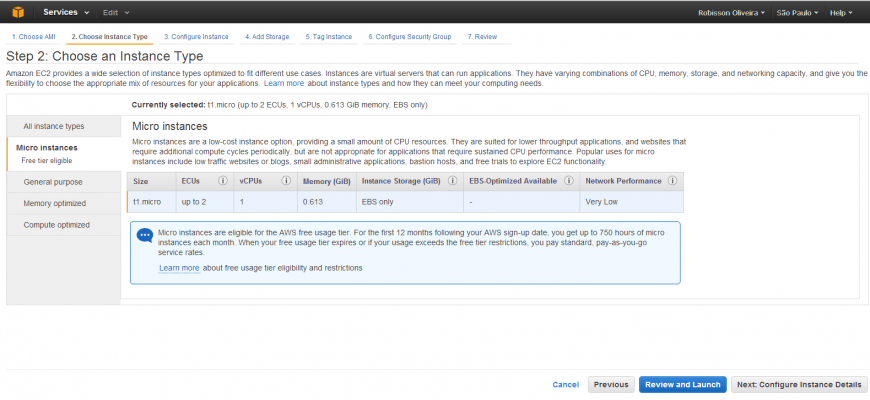 Services Edit Robisson Oliveira São Paulo Help
1. Choose AMI 2. Choose Instance Type 3. Configure Instance 4. Add Storage 5. Tag Instance 6. Configure Security Group 7. Review
Step 2: Choose an Instance Type
Amazon EC2 provides a wide selection of instance types optimized to fit different use cases. Instances are virtual servers that can run applications. They have varying combinations of CPU, memory, storage, and networking capacity, and give you the
flexibility to choose the appropriate mix of resources for your applications. Learn more about instance types and how they can meet your computing needs.
Currently selected: t1.micro (up to 2 ECUs, 1 vCPUs, 0.613 GiB memory, EBS only)
All instance types
Micro instances
Free tier eligible
General purpose
Memory optimized
Compute optimized
Micro instances
Micro instances are a low-cost instance option, providing a small amount of CPU resources. They are suited for lower throughput applications, and websites that
require additional compute cycles periodically, but are not appropriate for applications that require sustained CPU performance. Popular uses for micro
instances include low traffic websites or blogs, small administrative applications, bastion hosts, and free trials to explore EC2 functionality.
Size ECUs vCPUs Memory (GiB) Instance Storage (GiB) EBS-Optimized Available Network Performance
t1.micro up to 2 1 0.613 EBS only - Very Low
Micro instances are eligible for the AWS free usage tier. For the first 12 months following your AWS sign-up date, you get up to 750 hours of micro
instances each month. When your free usage tier expires or if your usage exceeds the free tier restrictions, you pay standard, pay-as-you-go
service rates.
Learn more about free usage tier eligibility and restrictions
Cancel Previous Review and Launch Next: Configure Instance Details